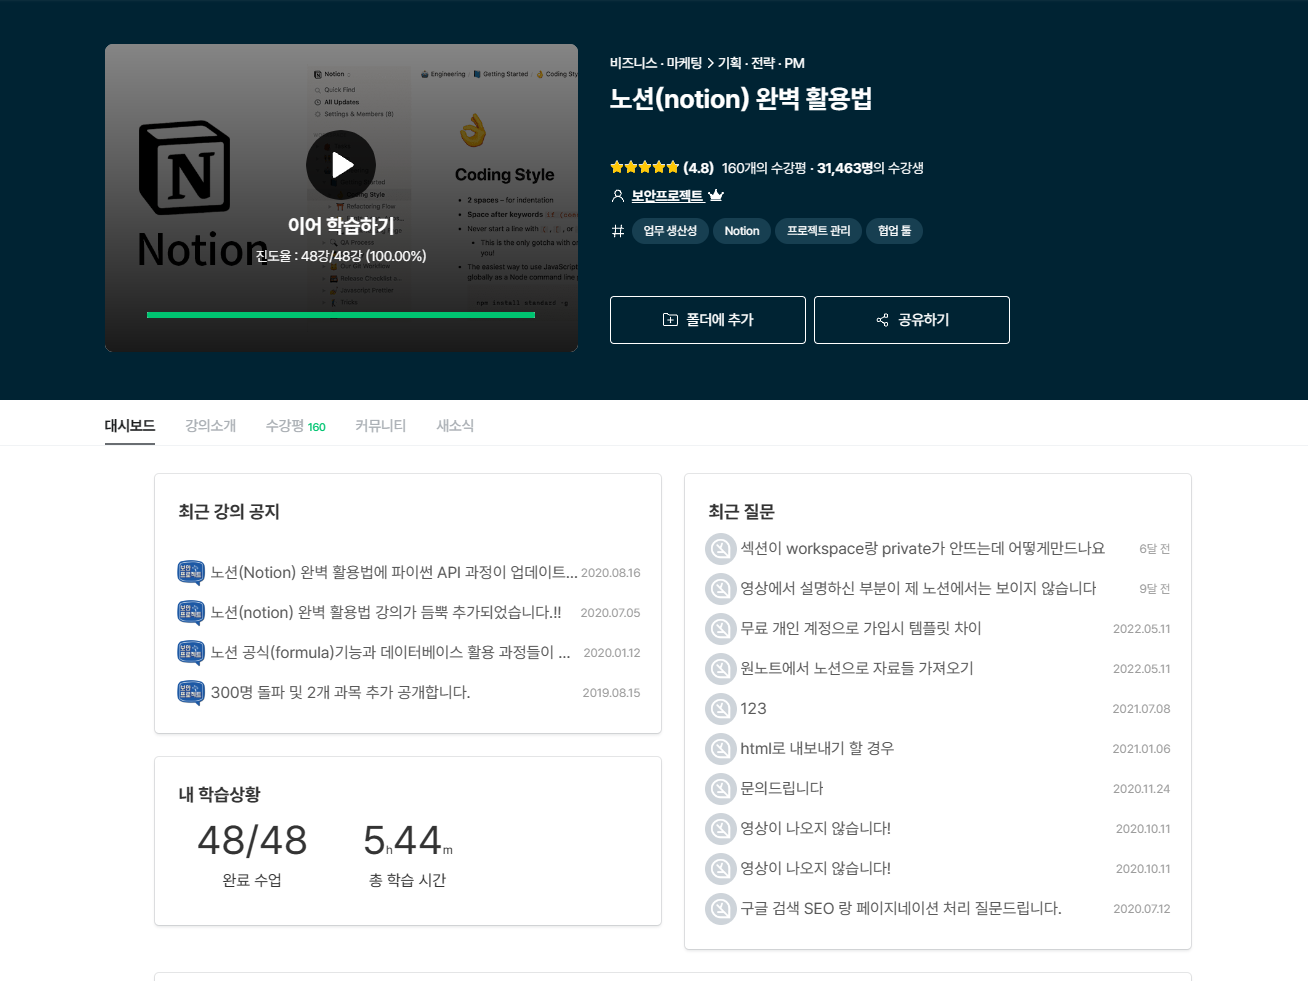 비즈니스 · 마케팅 > 기획 · 전략 · PM
노션(notion) 완벽 활용법
(4.8) 160개의 수강평 · 31,463명의 수강생
보안프로젝트
# 업무 생산성 Notion 프로젝트 관리 협업 툴
폴더에 추가
공유하기
Notion
Quick Find
All Updates
Settings & Members (8)
Engineering
Getting Started
Coding Sty
Coding Style
2 spaces – for indentation
Space after keywords
Never start a line with
This is the only gotcha with o
you!
The easiest way to use JavaScrip
globally as a Node command line
npm install standard -g
Notion
이어 학습하기
진도율 : 48강/48강 (100.00%)
대시보드
강의소개
수강평 160
커뮤니티
새소식
최근 강의 공지
노션(Notion) 완벽 활용법에 파이썬 API 과정이 업데이트... 2020.08.16
노션(notion) 완벽 활용법 강의가 듬뿍 추가되었습니다.!! 2020.07.05
노션 공식(formula)기능과 데이터베이스 활용 과정들이 ... 2020.01.12
300명 돌파 및 2개 과목 추가 공개합니다. 2019.08.15
내 학습상황
48/48
완료 수업
5h44m
총 학습 시간
최근 질문
섹션이 workspace랑 private가 안뜨는데 어떻게만드나요 6달 전
영상에서 설명하신 부분이 제 노션에서는 보이지 않습니다 9달 전
무료 개인 계정으로 가입시 템플릿 차이 2022.05.11
원노트에서 노션으로 자료들 가져오기 2022.05.11
123 2021.07.08
html로 내보내기 할 경우 2021.01.06
문의드립니다 2020.11.24
영상이 나오지 않습니다! 2020.10.11
영상이 나오지 않습니다! 2020.10.11
구글 검색 SEO 랑 페이지네이션 처리 질문드립니다. 2020.07.12